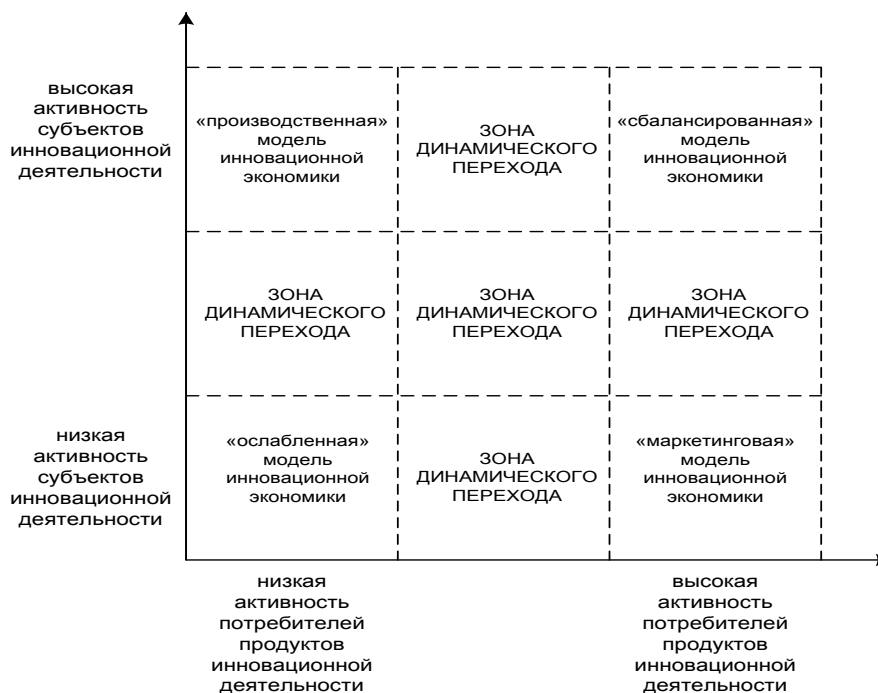 высокая
активность
субъектов
инновационной
деятельности
«производственная»
модель
инновационной
экономики
ЗОНА
ДИНАМИЧЕСКОГО
ПЕРЕХОДА
«сбалансированная»
модель
инновационной
экономики
ЗОНА
ДИНАМИЧЕСКОГО
ПЕРЕХОДА
ЗОНА
ДИНАМИЧЕСКОГО
ПЕРЕХОДА
ЗОНА
ДИНАМИЧЕСКОГО
ПЕРЕХОДА
низкая
активность
субъектов
инновационной
деятельности
«ослабленная»
модель
инновационной
экономики
ЗОНА
ДИНАМИЧЕСКОГО
ПЕРЕХОДА
«маркетинговая»
модель
инновационной
экономики
низкая
активность
потребителей
продуктов
инновационной
деятельности
высокая
активность
потребителей
продуктов
инновационной
деятельности